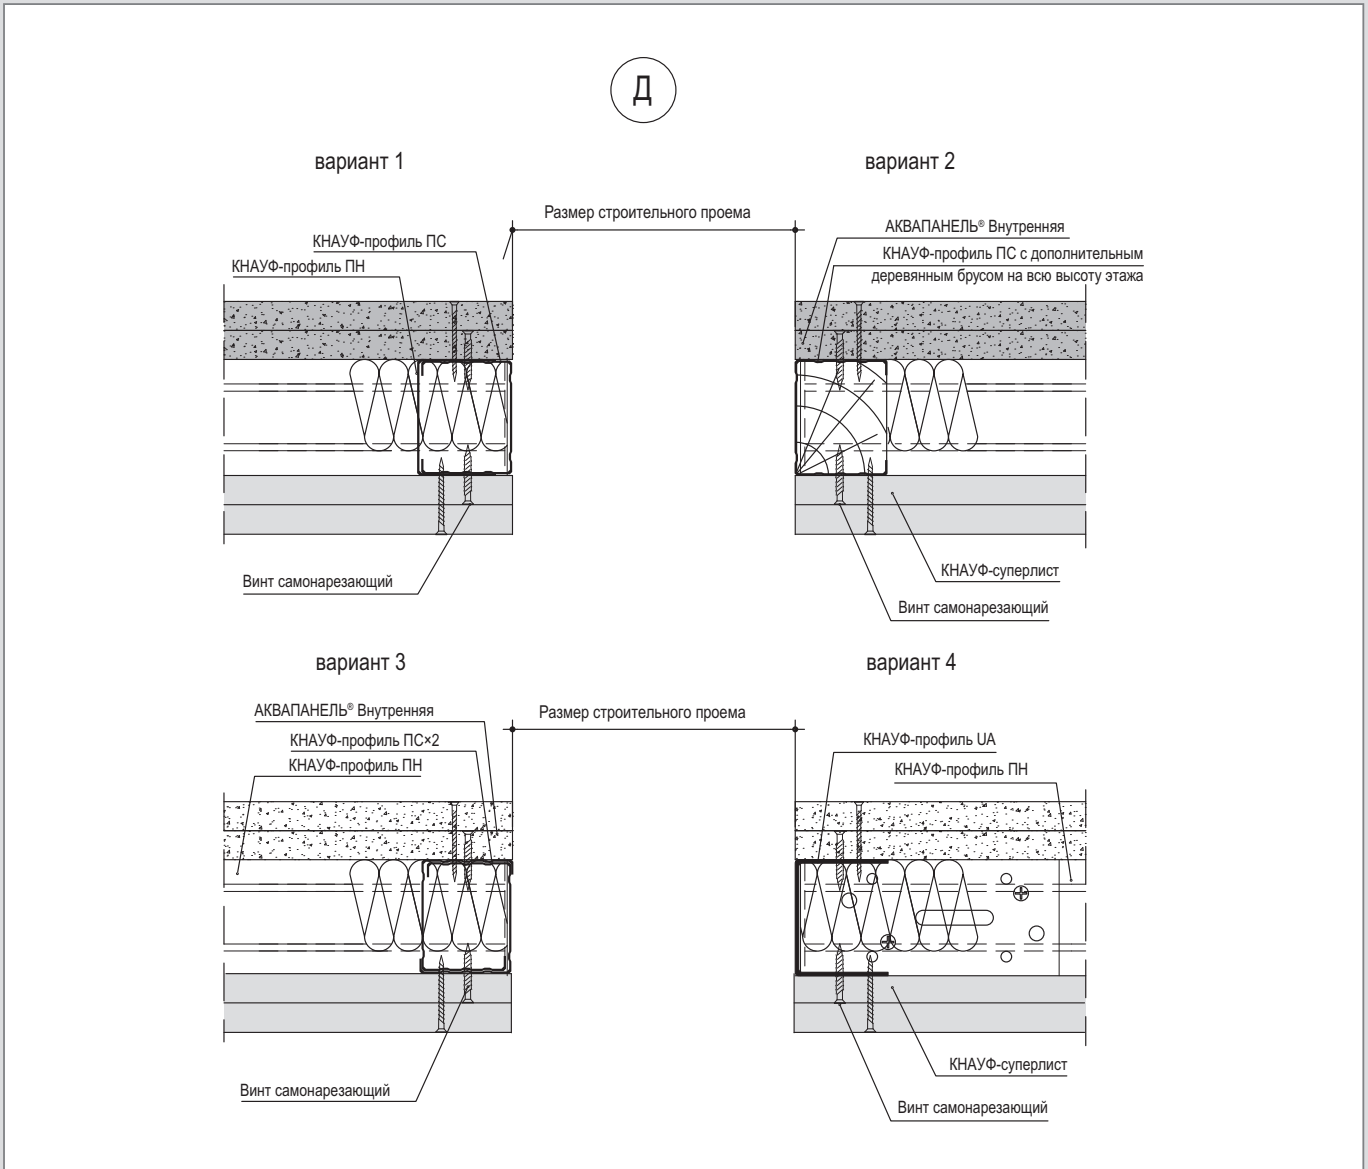 Д
вариант 1
вариант 2
Размер строительного проема
КНАУФ-профиль ПС
КНАУФ-профиль ПН
АКВАПАНЕЛЬ® Внутренняя
КНАУФ-профиль ПС с дополнительным
деревянным брусом на всю высоту этажа
Винт самонарезающий
КНАУФ-суперлист
Винт самонарезающий
вариант 3
вариант 4
АКВАПАНЕЛЬ® Внутренняя
КНАУФ-профиль ПС×2
КНАУФ-профиль ПН
Размер строительного проема
КНАУФ-профиль UA
КНАУФ-профиль ПН
Винт самонарезающий
КНАУФ-суперлист
Винт самонарезающий